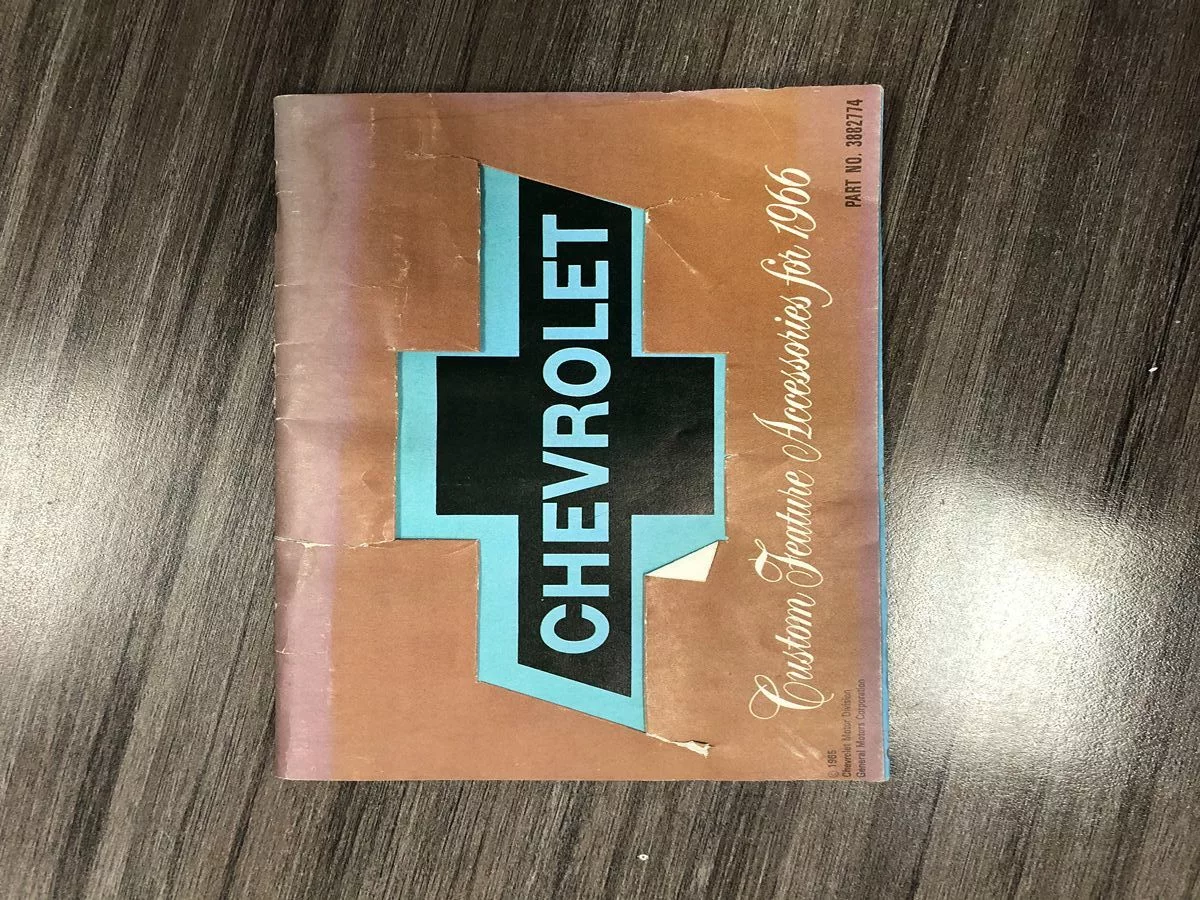 CHEVROLET
Custom Feature Accessories for 1966
© 1965
Chevrolet Motor Division
General Motors Corporation
PART NO. 3882774